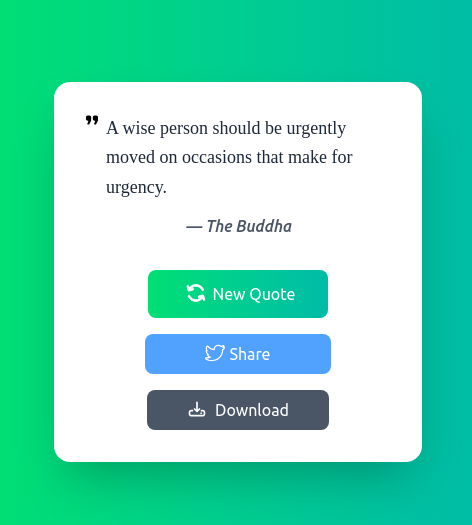 ❞ A wise person should be urgently
moved on occasions that make for
urgency.
— The Buddha
New Quote
Share
Download